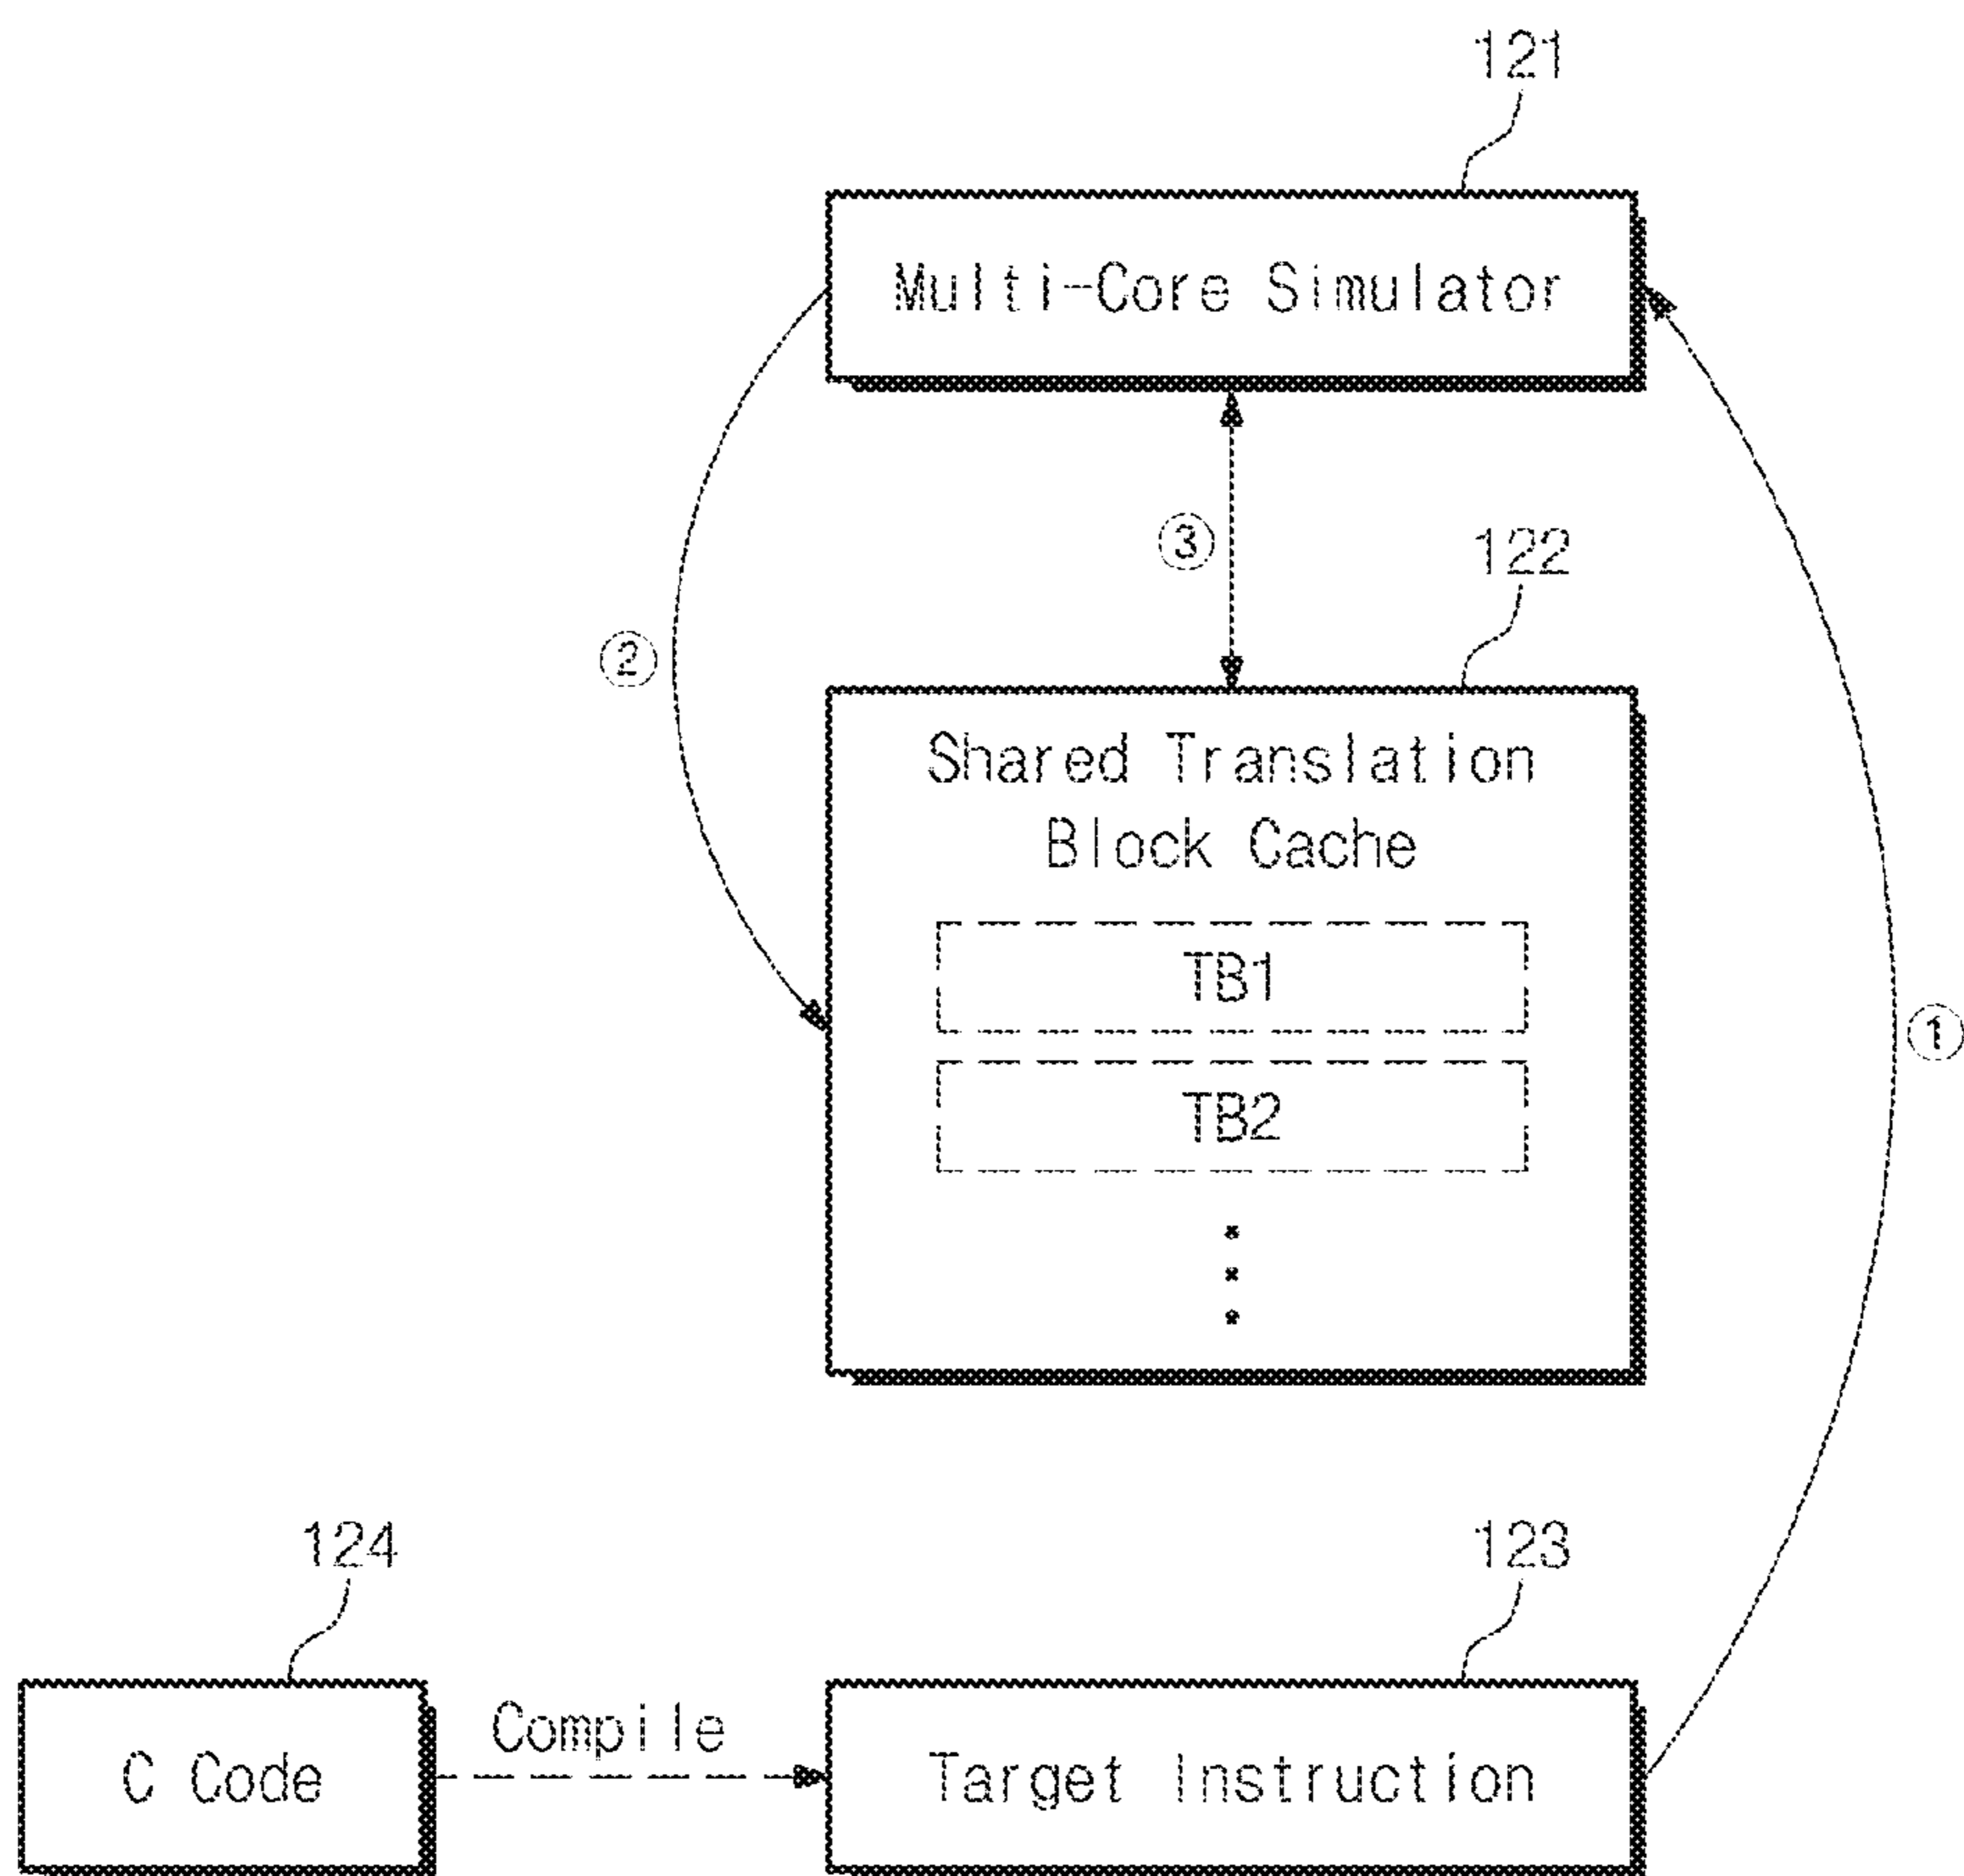 121
Multi-Core Simulator
③
122
②
Shared Translation
Block Cache
TB1
①
TB2
124
123
Compile
C Code
Target Instruction